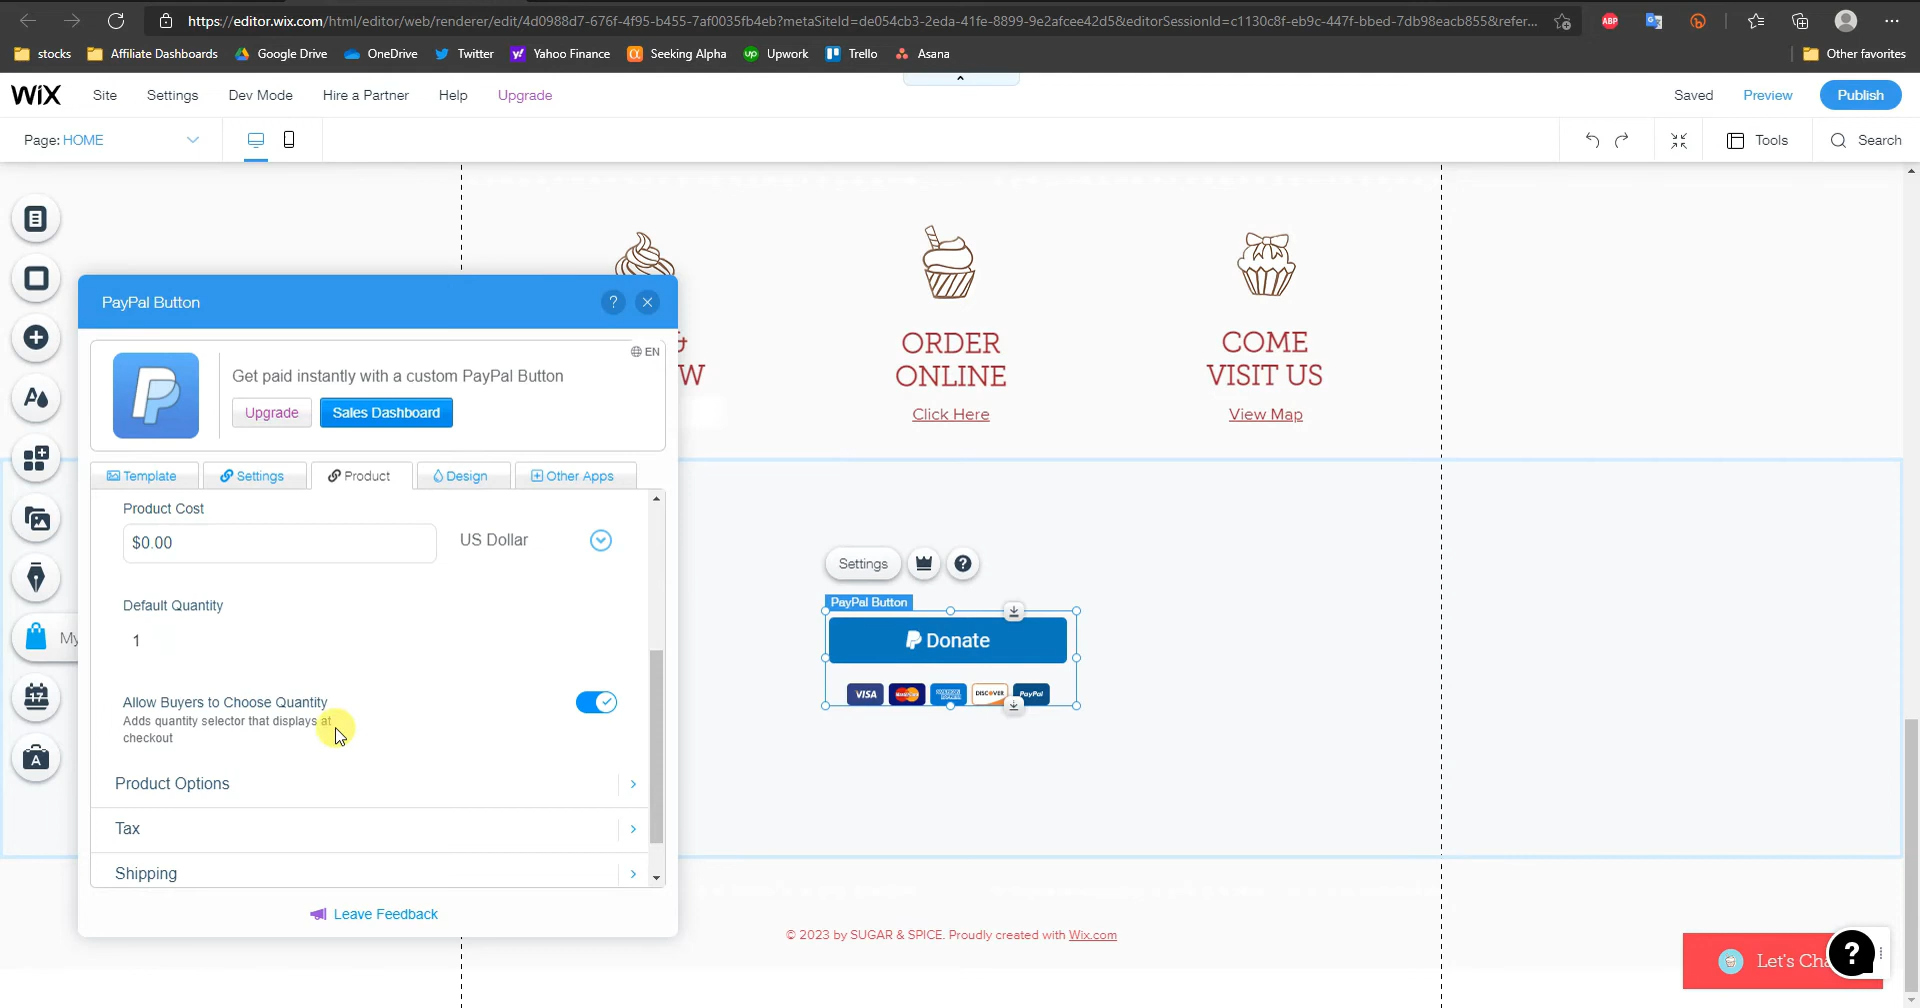 https://editor.wix.com/html/editor/web/renderer/edit/4d0988d7-676f-4f95-b455-7af0035fb4eb?metaSiteId=de054cb3-2eda-41fe-8899-9e2afcee42d5&editorSessionId=c1130c8f-eb9c-447f-bbed-7db98eacb855&refer...
ABP
stocks Affiliate Dashboards Google Drive OneDrive Twitter Yahoo Finance Seeking Alpha Upwork Trello Asana Other favorites
WiX Site Settings Dev Mode Hire a Partner Help Upgrade Saved Preview Publish
Page: HOME Tools Search
PayPal Button ?
EN
Get paid instantly with a custom PayPal Button
Upgrade Sales Dashboard
Template Settings Product Design Other Apps
Product Cost
$0.00 US Dollar
Default Quantity
1
Allow Buyers to Choose Quantity
Adds quantity selector that displays at
checkout
Product Options
Tax
Shipping
Leave Feedback
My
17
A
W
ORDER
ONLINE
Click Here
COME
VISIT US
View Map
Settings ?
PayPal Button
Donate
VISA MasterCard AMERICAN EXPRESS DISCOVER PayPal
© 2023 by SUGAR & SPICE. Proudly created with Wix.com
Let's Cha
?